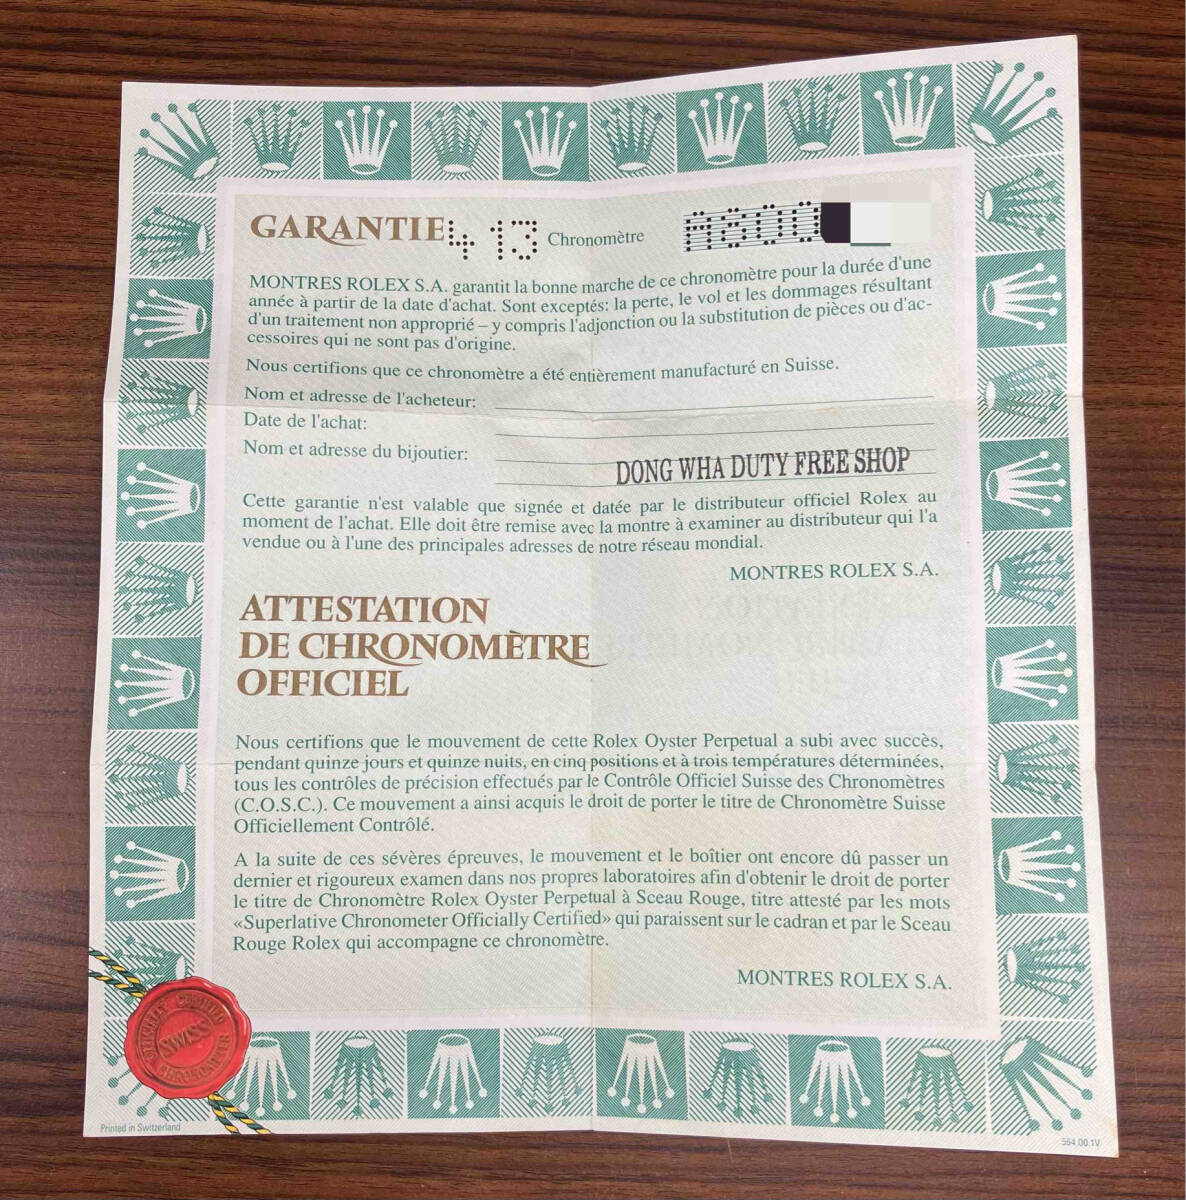 GARANTIE 413 Chronomètre A800
MONTRES ROLEX S.A. garantit la bonne marche de ce chronomètre pour la durée d'une
année à partir de la date d'achat. Sont exceptés: la perte, le vol et les dommages résultant
d'un traitement non approprié – y compris l'adjonction ou la substitution de pièces ou d'ac-
cessoires qui ne sont pas d'origine.
Nous certifions que ce chronomètre a été entièrement manufacturé en Suisse.
Nom et adresse de l'acheteur:
Date de l'achat:
Nom et adresse du bijoutier:
DONG WHA DUTY FREE SHOP
Cette garantie n'est valable que signée et datée par le distributeur officiel Rolex au
moment de l'achat. Elle doit être remise avec la montre à examiner au distributeur qui l'a
vendue ou à l'une des principales adresses de notre réseau mondial.
MONTRES ROLEX S.A.
ATTESTATION
DE CHRONOMÈTRE
OFFICIEL
Nous certifions que le mouvement de cette Rolex Oyster Perpetual a subi avec succès,
pendant quinze jours et quinze nuits, en cinq positions et à trois températures déterminées,
tous les contrôles de précision effectués par le Contrôle Officiel Suisse des Chronomètres
(C.O.S.C.). Ce mouvement a ainsi acquis le droit de porter le titre de Chronomètre Suisse
Officiellement Contrôlé.
A la suite de ces sévères épreuves, le mouvement et le boîtier ont encore dû passer un
dernier et rigoureux examen dans nos propres laboratoires afin d'obtenir le droit de porter
le titre de Chronomètre Rolex Oyster Perpetual à Sceau Rouge, titre attesté par les mots
«Superlative Chronometer Officially Certified» qui paraissent sur le cadran et par le Sceau
Rouge Rolex qui accompagne ce chronomètre.
MONTRES ROLEX S.A.
SWISS
Printed in Switzerland
564.00.1V